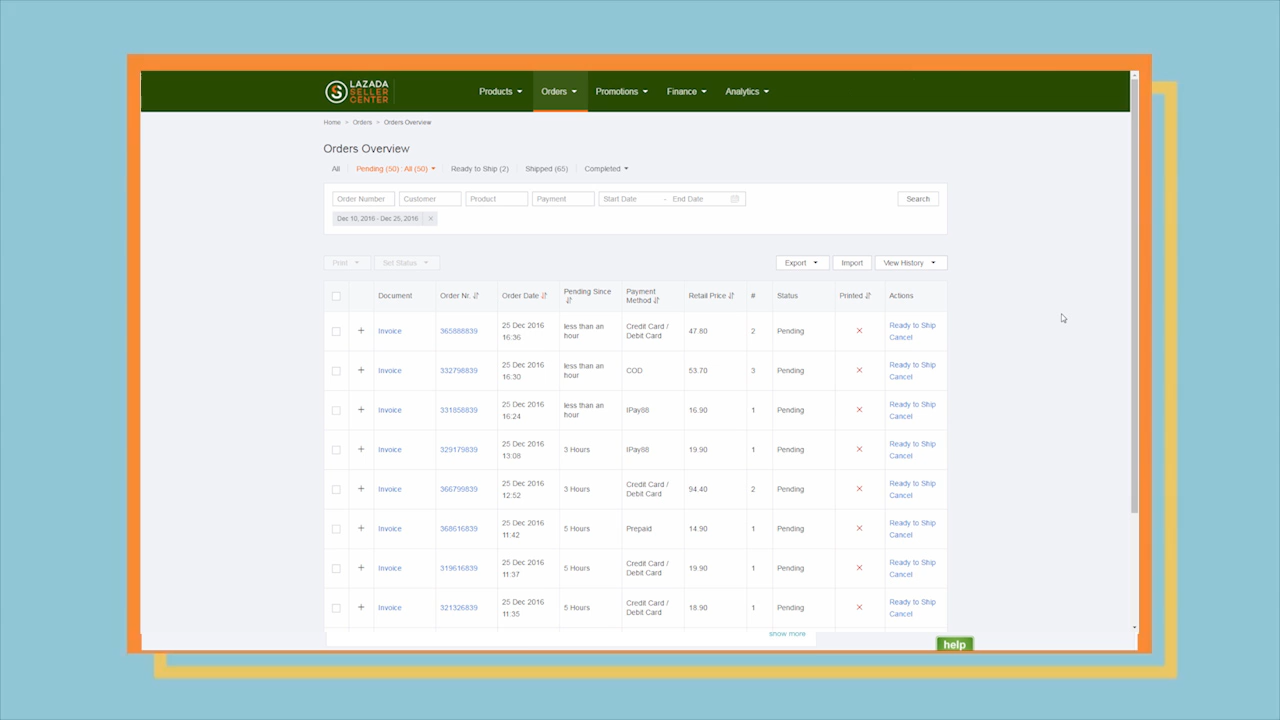 LAZADA
SELLER
CENTER
Products Orders Promotions Finance Analytics
Home > Orders > Orders Overview
Orders Overview
All Pending (50) : All (50) Ready to Ship (2) Shipped (65) Completed
Order Number Customer Product Payment Start Date - End Date Search
Dec 10, 2016 - Dec 25, 2016 ×
Print Set Status Export Import View History
Document Order Nr. Order Date Pending Since Payment Method Retail Price # Status Printed Actions
+ Invoice 365888839 25 Dec 2016 16:36 less than an hour Credit Card / Debit Card 47.80 2 Pending × Ready to Ship Cancel
+ Invoice 332798839 25 Dec 2016 16:30 less than an hour COD 53.70 3 Pending × Ready to Ship Cancel
+ Invoice 331858839 25 Dec 2016 16:24 less than an hour IPay88 16.90 1 Pending × Ready to Ship Cancel
+ Invoice 329179839 25 Dec 2016 13:08 3 Hours IPay88 19.90 1 Pending × Ready to Ship Cancel
+ Invoice 366799839 25 Dec 2016 12:52 3 Hours Credit Card / Debit Card 94.40 2 Pending × Ready to Ship Cancel
+ Invoice 368616839 25 Dec 2016 11:42 5 Hours Prepaid 14.90 1 Pending × Ready to Ship Cancel
+ Invoice 319616839 25 Dec 2016 11:37 5 Hours Credit Card / Debit Card 19.90 1 Pending × Ready to Ship Cancel
+ Invoice 321326839 25 Dec 2016 11:35 5 Hours Credit Card / Debit Card 18.90 1 Pending × Ready to Ship Cancel
show more
help